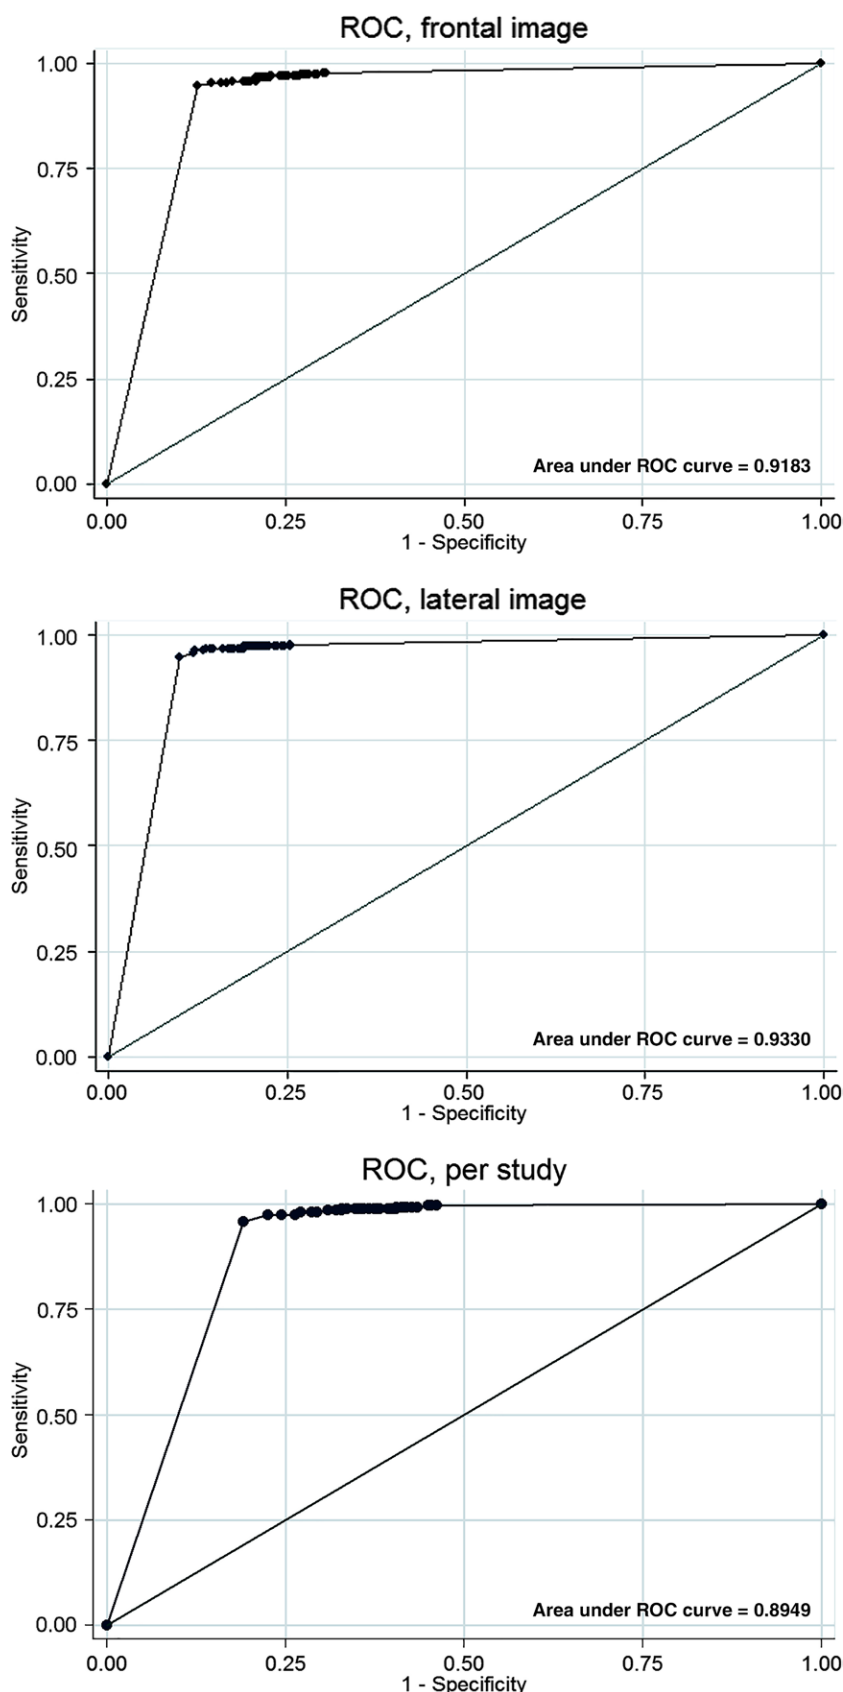 ROC, frontal image
1.00
0.75
0.50
0.25
0.00
Sensitivity
Area under ROC curve = 0.9183
0.00 0.25 0.50 0.75 1.00
1 - Specificity
ROC, lateral image
1.00
0.75
0.50
0.25
0.00
Sensitivity
Area under ROC curve = 0.9330
0.00 0.25 0.50 0.75 1.00
1 - Specificity
ROC, per study
1.00
0.75
0.50
0.25
0.00
Sensitivity
Area under ROC curve = 0.8949
0.00 0.25 0.50 0.75 1.00
1 - Specificity